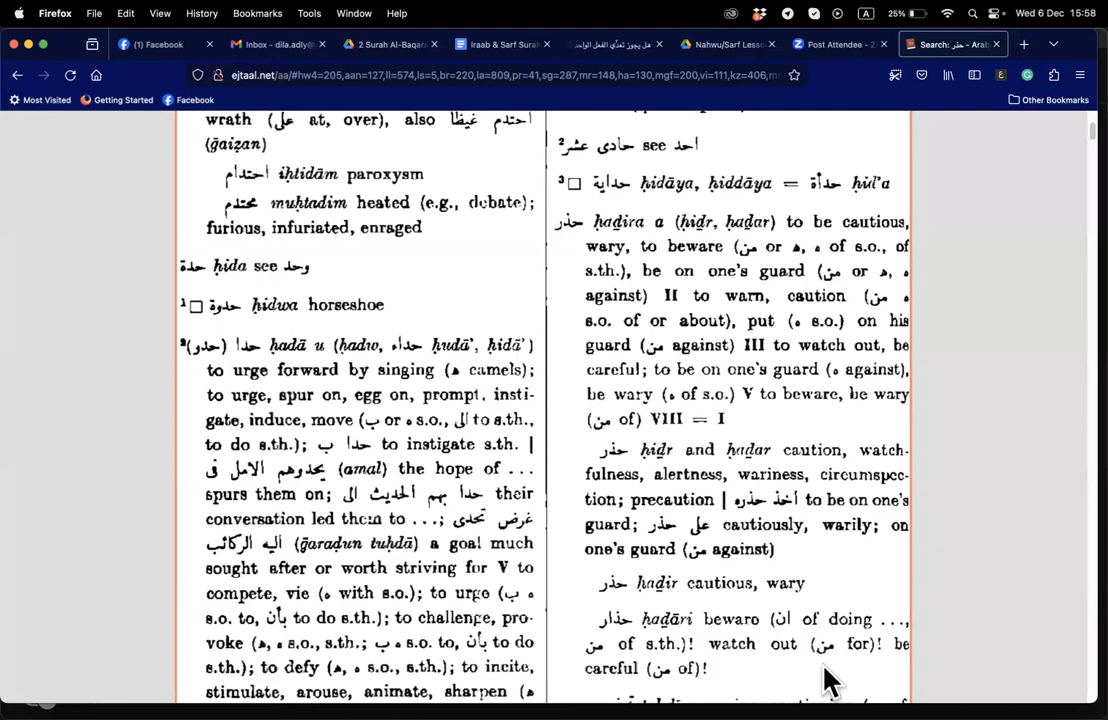 Firefox File Edit View History Bookmarks Tools Window Help 25% Wed 6 Dec 15:58
(1) Facebook
Inbox - dila.adly@
2 Surah Al-Baqara
Iraab & Sarf Surah
هل يجوز تعدّي الفعل الواحد
Nahwu/Sarf Lesso
Post Attendee - Z
Search: حذر - Arab
ejtaal.net/aa/#hw4=205,aan=127,ll=574,ls=5,br=220,la=809,pr=41,sg=287,mr=148,ha=130,mgf=200,vi=111,kz=406,m
Most Visited Getting Started Facebook Other Bookmarks
wrath (على at, over), also احتدم غيظا
(ḡaiẓan)
احتدام iḥtidām paroxysm
محتدم muḥtadim heated (e.g., debate);
furious, infuriated, enraged
حدة ḥida see وحد
¹□ حدوة ḥidwa horseshoe
²(حدو) حدا ḥadā u (ḥadw, حداء ḥudā', ḥidā')
to urge forward by singing (ه camels);
to urge, spur on, egg on, prompt, insti-
gate, induce, move (ب or ه s.o., الى to s.th.,
to do s.th.); حدا ب to instigate s.th. |
يحدوهم الامل فى (amal) the hope of ...
spurs them on; حدا بهم الحديث الى their
conversation led them to ...; غرض تحدى
اليه الركائب (ḡaraḍun tuḥdā) a goal much
sought after or worth striving for V to
compete, vie (ه with s.o.); to urge (ه ب
s.o. to, بأن to do s.th.); to challenge, pro-
voke (ه, ه s.o., s.th.; ه ب s.o. to, بأن to do
s.th.); to defy (ه, ه s.o., s.th.); to incite,
stimulate, arouse, animate, sharpen (ه
²حادى عشر see احد
³□ حداية ḥidāya, ḥiddāya = حدأة ḥid'a
حذر ḥaḏira a (ḥiḏr, ḥaḏar) to be cautious,
wary, to beware (من or ه, ه of s.o., of
s.th.), be on one's guard (من or ه, ه
against) II to warn, caution (ه من
s.o. of or about), put (ه s.o.) on his
guard (من against) III to watch out, be
careful; to be on one's guard (ه against),
be wary (ه of s.o.) V to beware, be wary
(من of) VIII = I
حذر ḥiḏr and ḥaḏar caution, watch-
fulness, alertness, wariness, circumspec-
tion; precaution | أخذ حذره to be on one's
guard; على حذر cautiously, warily; on
one's guard (من against)
حذر ḥaḏir cautious, wary
حذار ḥaḏāri beware (ان of doing ...,
من of s.th.)! watch out (من for)! be
careful (من of)!